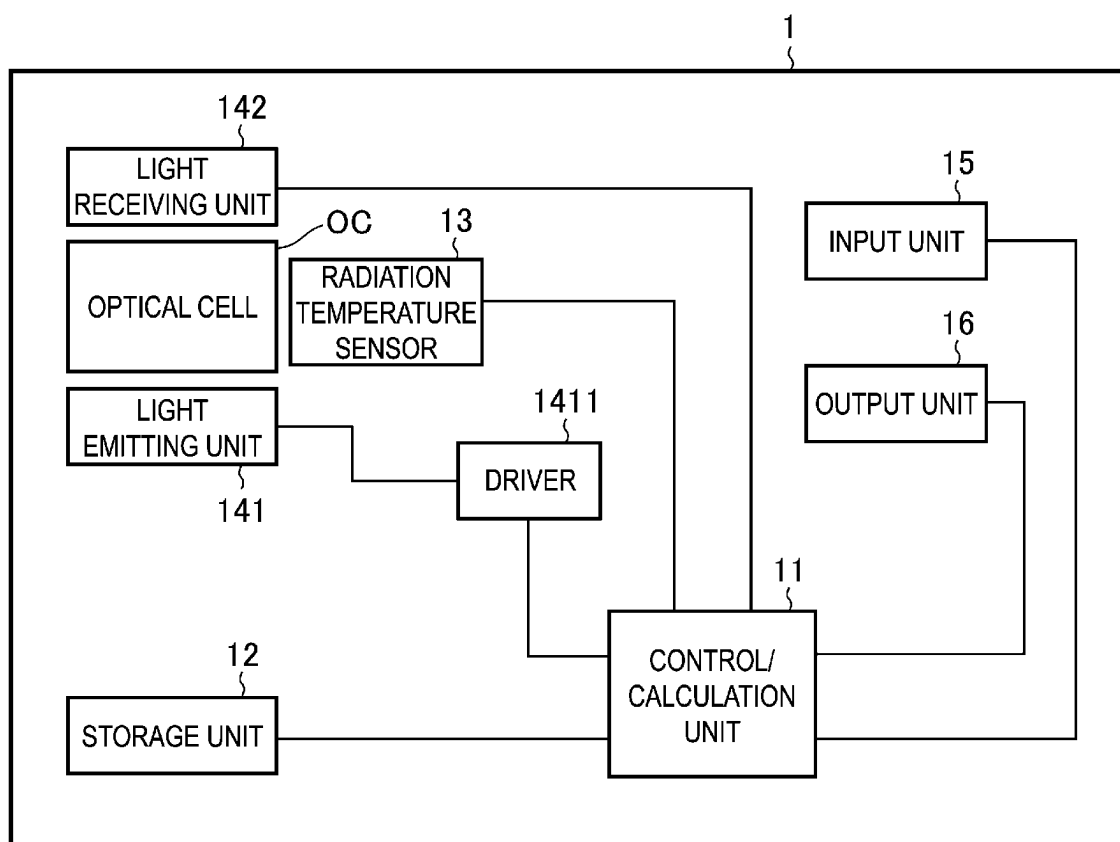 1
142
LIGHT
RECEIVING UNIT
OC
OPTICAL CELL
13
RADIATION
TEMPERATURE
SENSOR
15
INPUT UNIT
16
OUTPUT UNIT
LIGHT
EMITTING UNIT
141
1411
DRIVER
11
CONTROL/
CALCULATION
UNIT
12
STORAGE UNIT